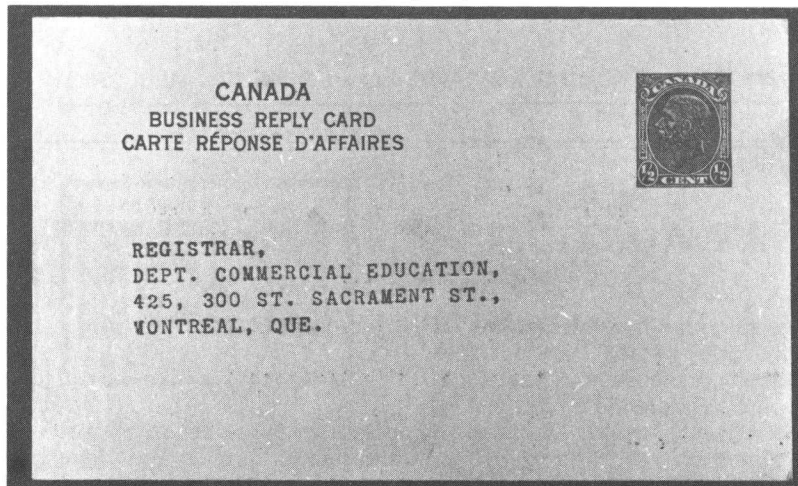 CANADA
BUSINESS REPLY CARD
CARTE RÉPONSE D'AFFAIRES
CANADA
½ CENT ½
REGISTRAR,
DEPT. COMMERCIAL EDUCATION,
425, 300 ST. SACRAMENT ST.,
MONTREAL, QUE.